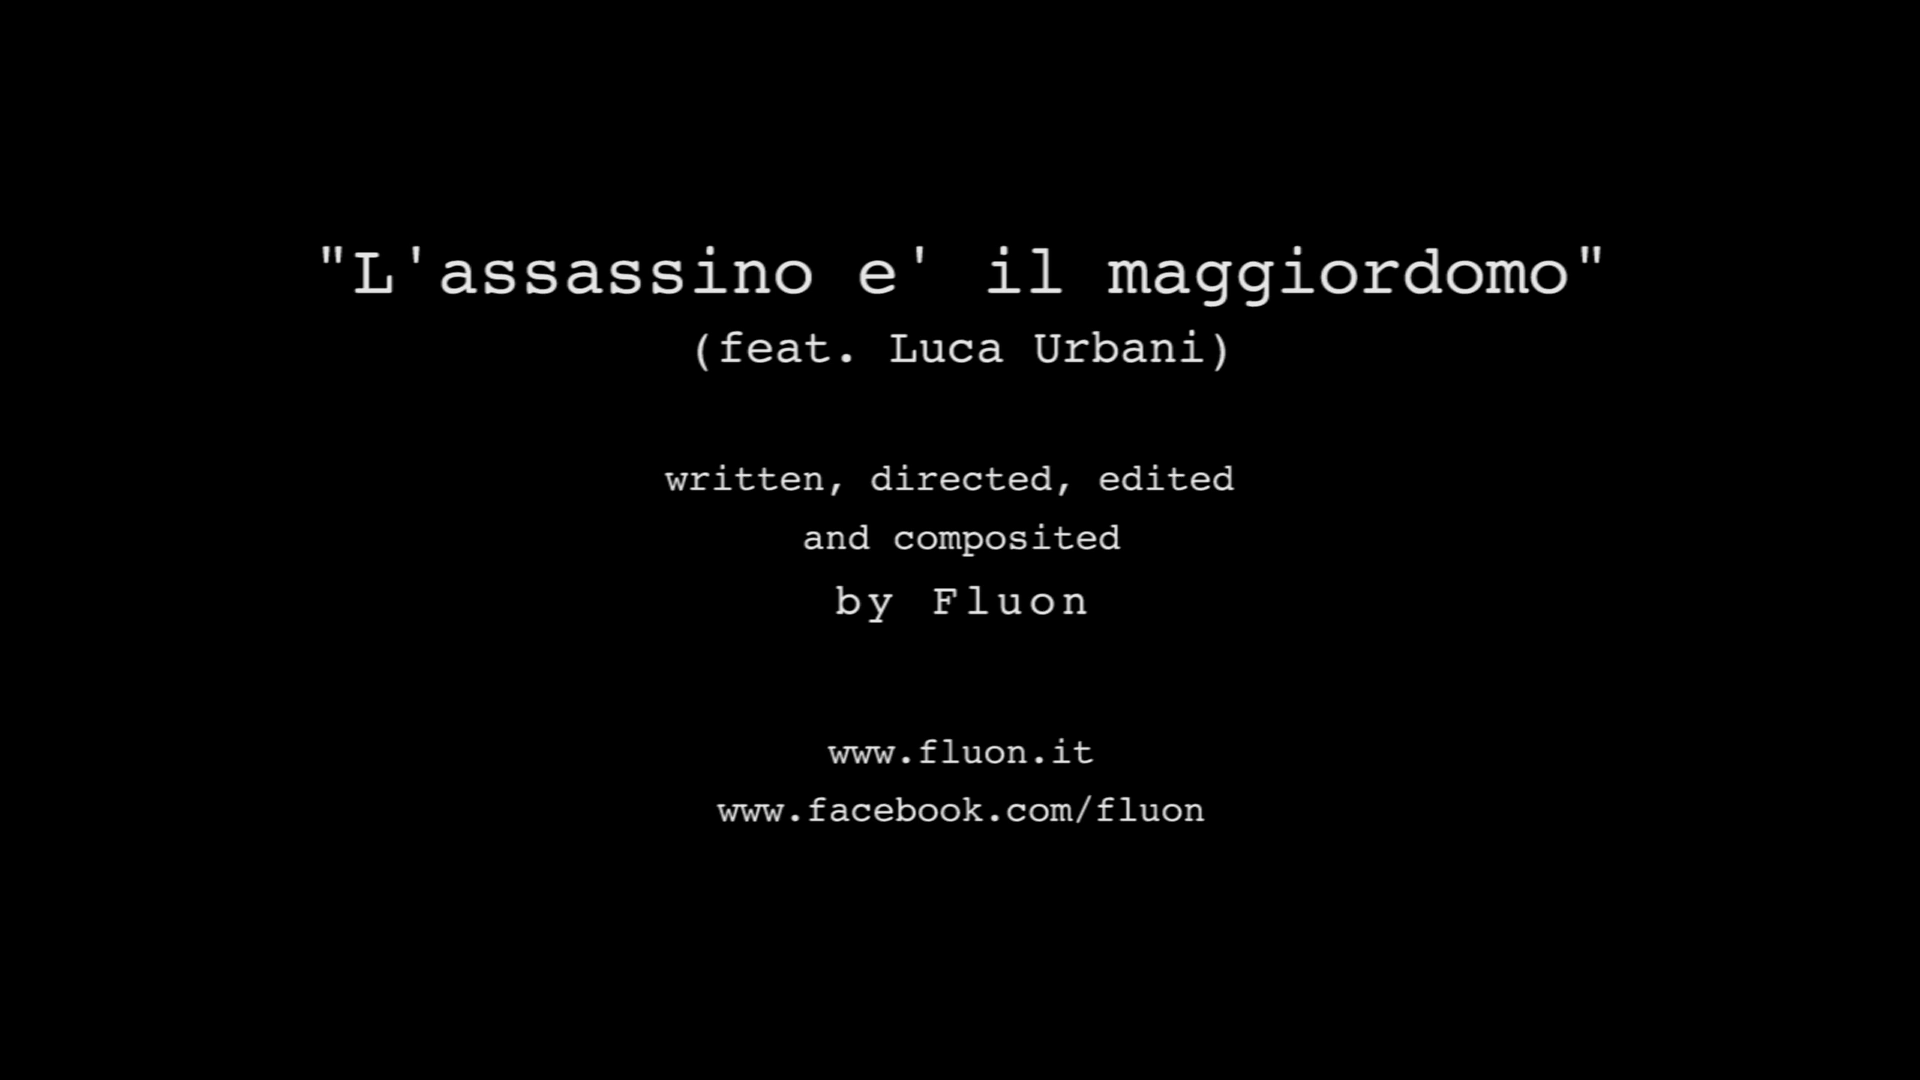 "L'assassino e' il maggiordomo"
(feat. Luca Urbani)
written, directed, edited
and composited
by Fluon
www.fluon.it
www.facebook.com/fluon